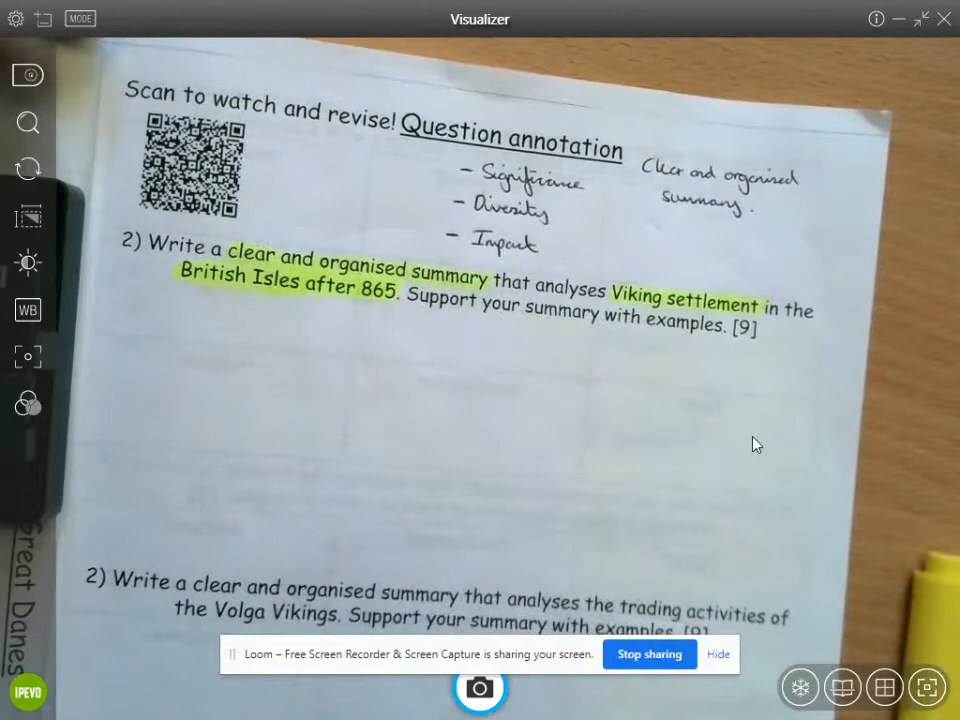 MODE
Visualizer
Scan to watch and revise! Question annotation
- Significance
- Diversity
- Impact
Clear and organised
summary.
2) Write a clear and organised summary that analyses Viking settlement in the
British Isles after 865. Support your summary with examples. [9]
WB
2) Write a clear and organised summary that analyses the trading activities of
the Volga Vikings. Support your summary with examples. [9]
Great Danes
Loom – Free Screen Recorder & Screen Capture is sharing your screen.
Stop sharing
Hide
IPEVO